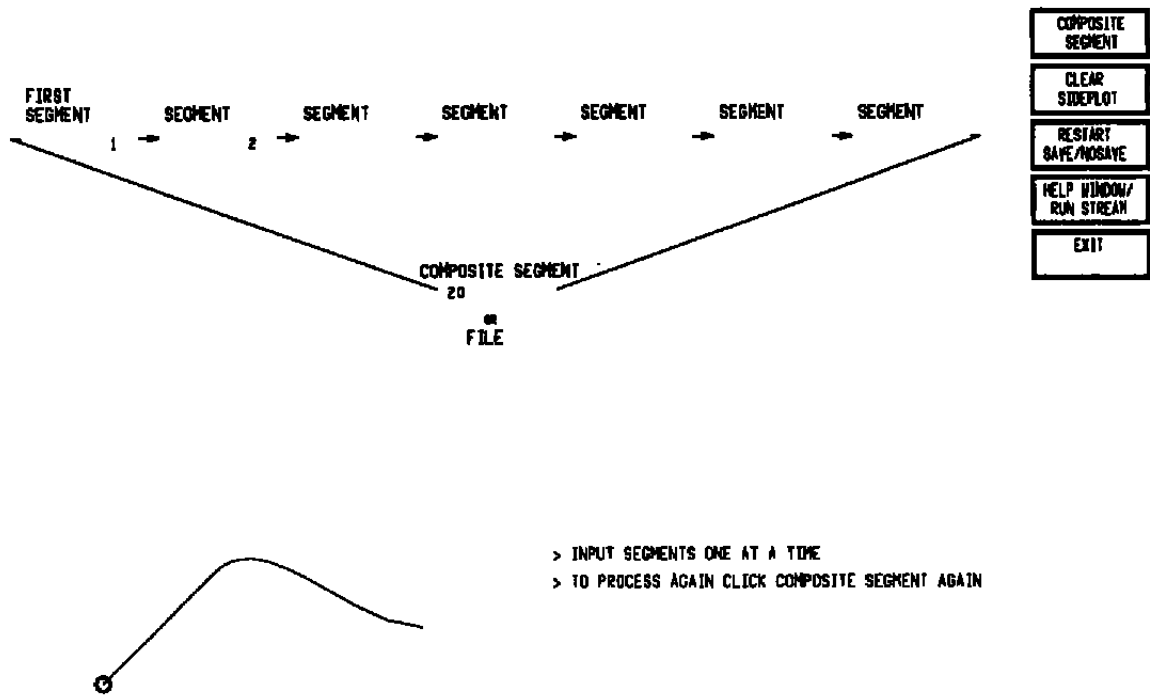 FIRST
SEGMENT
1
SEGMENT
2
SEGMENT
SEGMENT
SEGMENT
SEGMENT
SEGMENT
COMPOSITE SEGMENT
20
OR
FILE
COMPOSITE
SEGMENT
CLEAR
SIDEPLOT
RESTART
SAVE/NOSAVE
HELP WINDOW/
RUN STREAM
EXIT
> INPUT SEGMENTS ONE AT A TIME
> TO PROCESS AGAIN CLICK COMPOSITE SEGMENT AGAIN